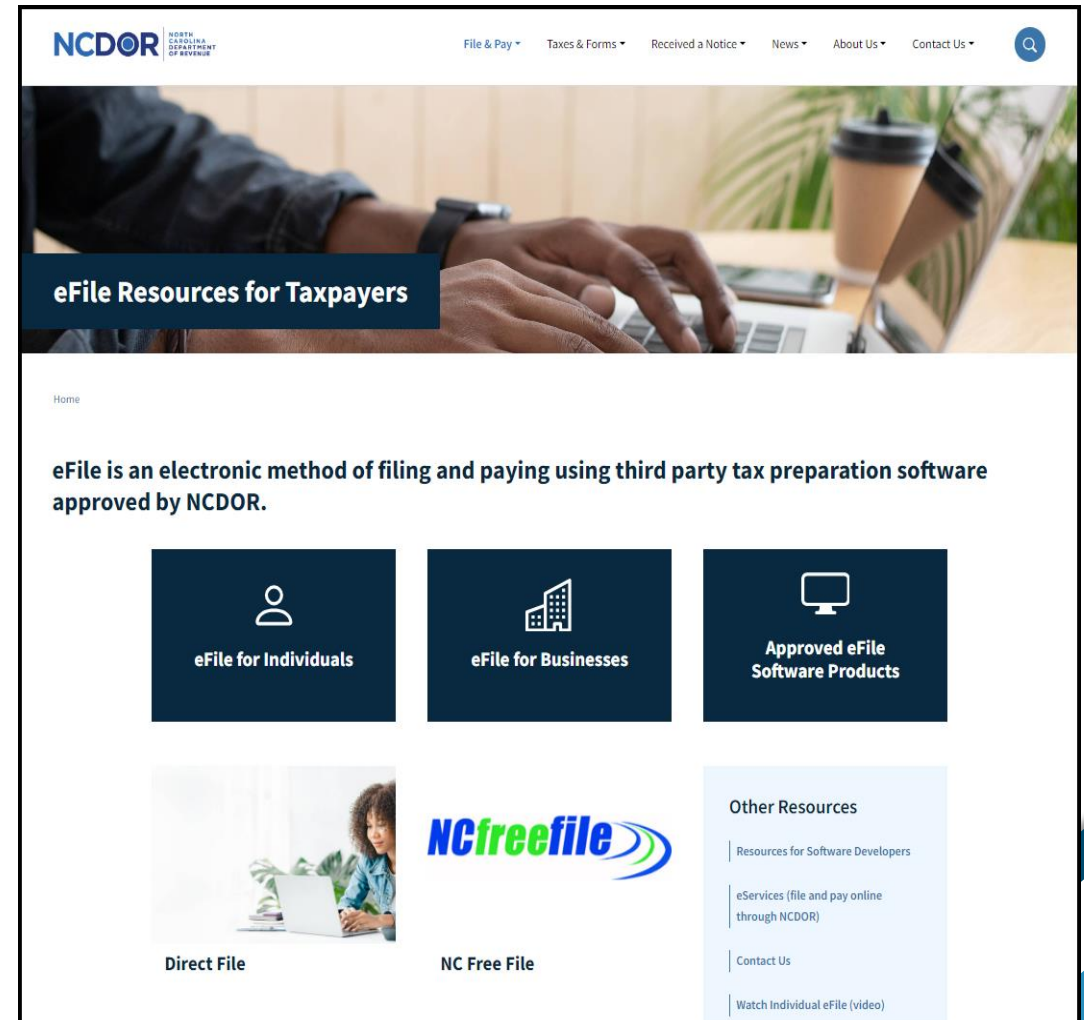 NCDOR
NORTH
CAROLINA
DEPARTMENT
OF REVENUE
File & Pay
Taxes & Forms
Received a Notice
News
About Us
Contact Us
eFile Resources for Taxpayers
Home
eFile is an electronic method of filing and paying using third party tax preparation software
approved by NCDOR.
eFile for Individuals
eFile for Businesses
Approved eFile
Software Products
Direct File
NCfreefile
NC Free File
Other Resources
Resources for Software Developers
eServices (file and pay online
through NCDOR)
Contact Us
Watch Individual eFile (video)